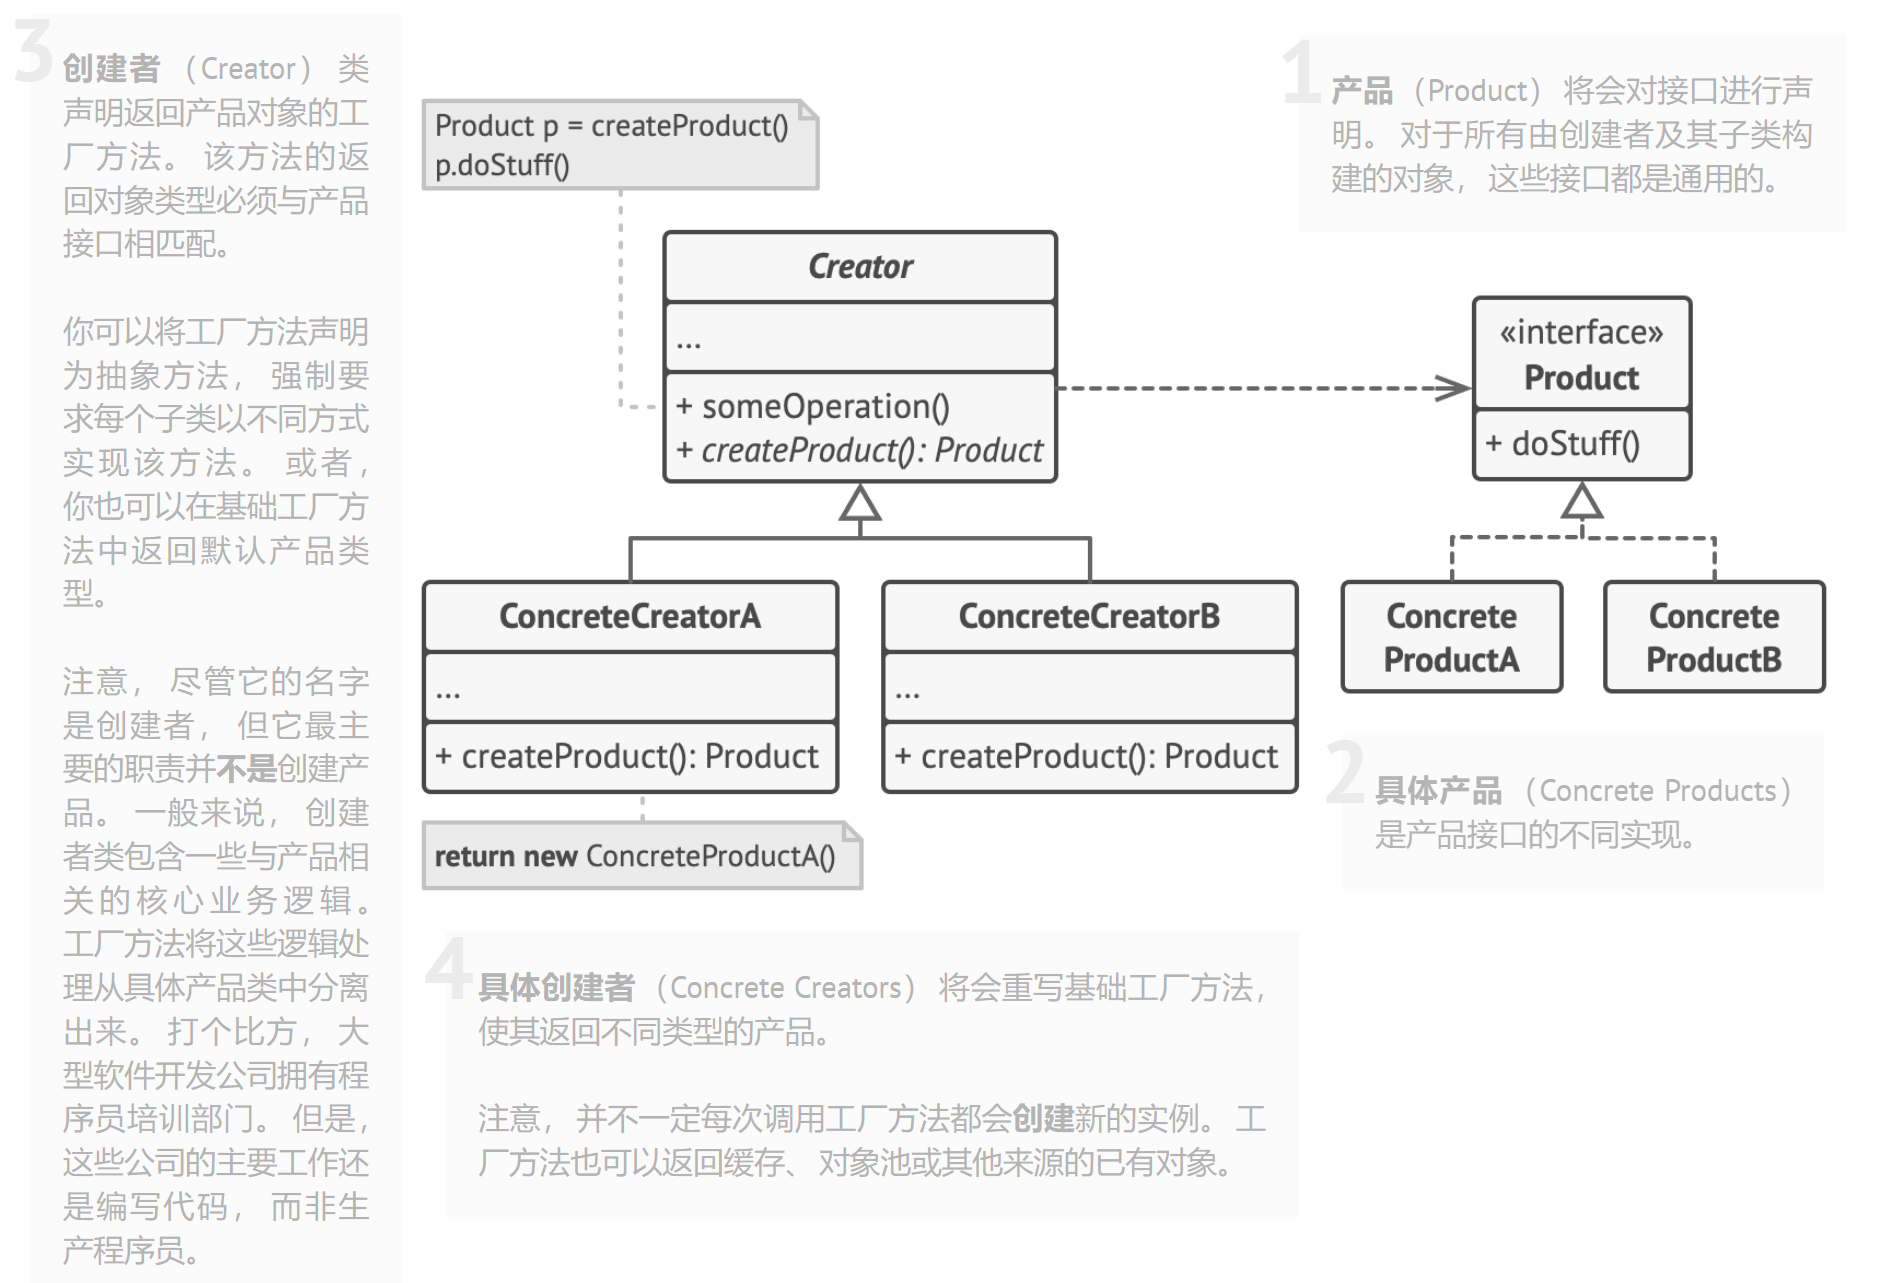 3
创建者 （Creator） 类
声明返回产品对象的工
厂方法。 该方法的返
回对象类型必须与产品
接口相匹配。
你可以将工厂方法声明
为抽象方法， 强制要
求每个子类以不同方式
实现该方法。 或者，
你也可以在基础工厂方
法中返回默认产品类
型。
注意， 尽管它的名字
是创建者， 但它最主
要的职责并不是创建产
品。 一般来说， 创建
者类包含一些与产品相
关的核心业务逻辑。
工厂方法将这些逻辑处
理从具体产品类中分离
出来。 打个比方， 大
型软件开发公司拥有程
序员培训部门。 但是，
这些公司的主要工作还
是编写代码， 而非生
产程序员。
Product p = createProduct()
p.doStuff()
Creator
...
+ someOperation()
+ createProduct(): Product
1
产品 （Product） 将会对接口进行声
明。 对于所有由创建者及其子类构
建的对象， 这些接口都是通用的。
«interface»
Product
+ doStuff()
ConcreteCreatorA
...
+ createProduct(): Product
ConcreteCreatorB
...
+ createProduct(): Product
Concrete
ProductA
Concrete
ProductB
return new ConcreteProductA()
2
具体产品 （Concrete Products）
是产品接口的不同实现。
4
具体创建者 （Concrete Creators） 将会重写基础工厂方法，
使其返回不同类型的产品。
注意， 并不一定每次调用工厂方法都会创建新的实例。 工
厂方法也可以返回缓存、 对象池或其他来源的已有对象。